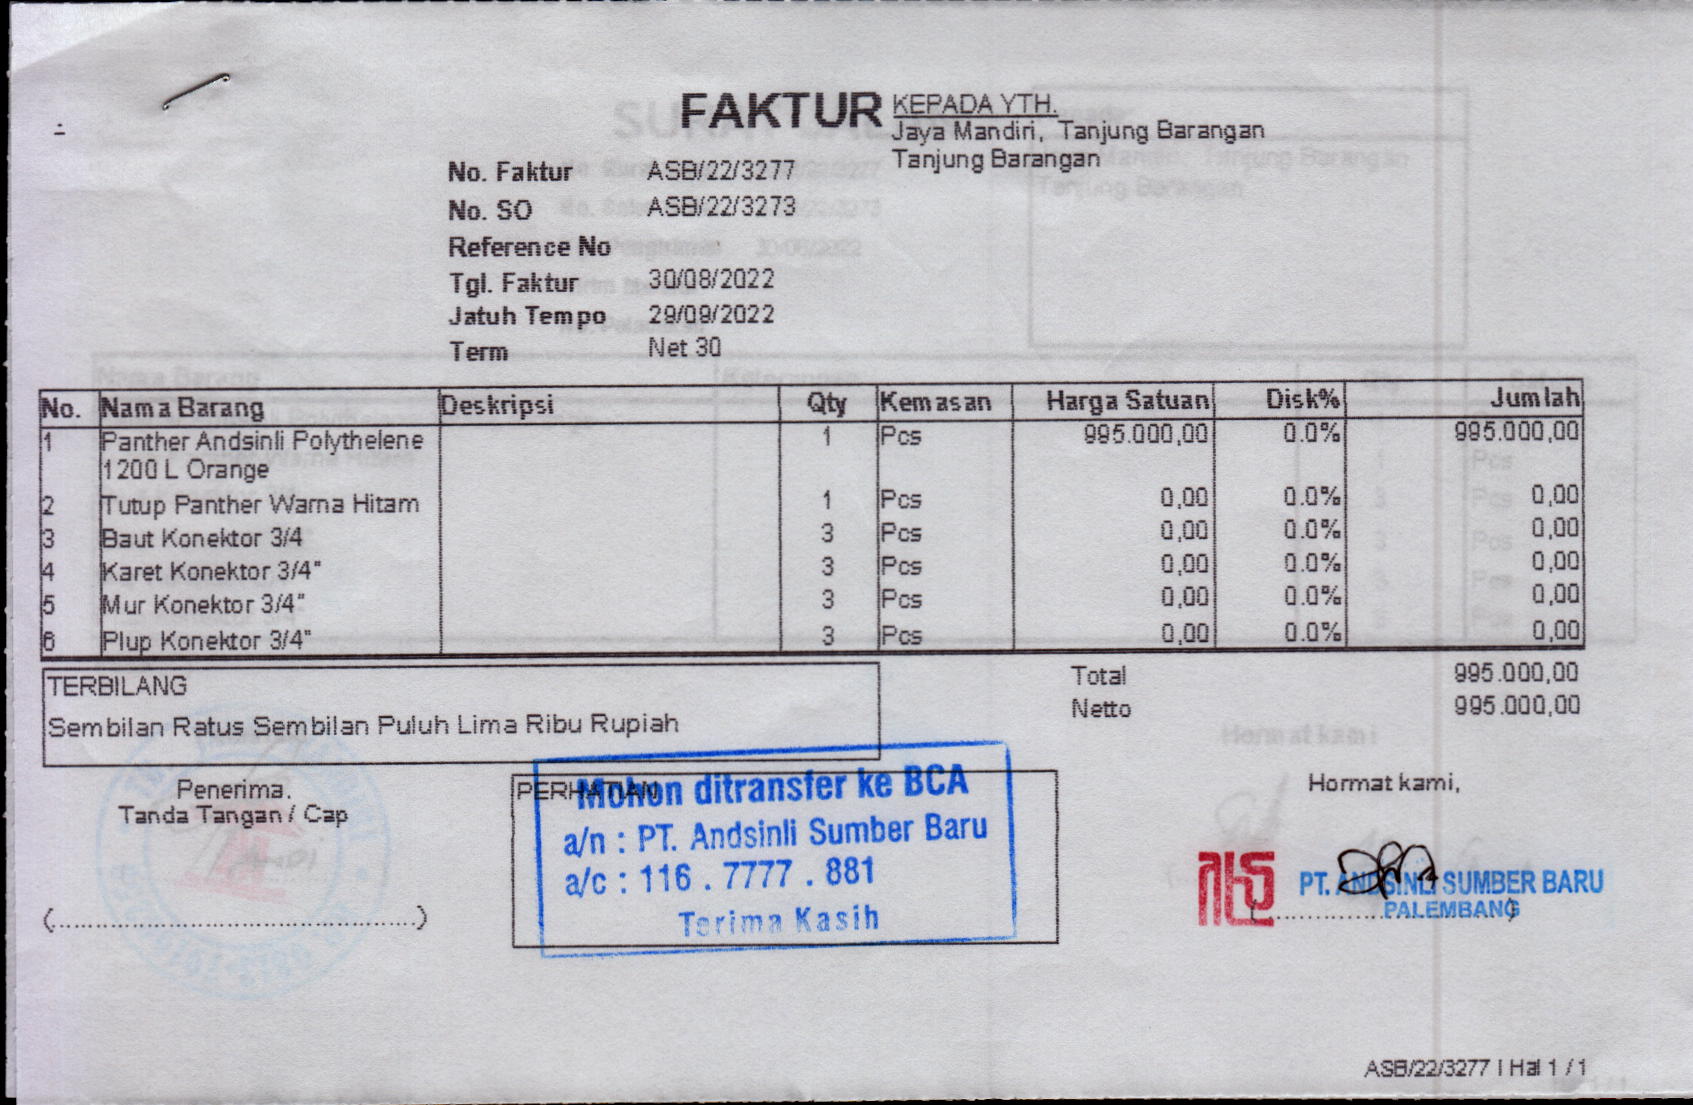 FAKTUR
KEPADA YTH.
Jaya Mandiri, Tanjung Barangan
Tanjung Barangan
No. Faktur ASB/22/3277
No. SO ASB/22/3273
Reference No
Tgl. Faktur 30/08/2022
Jatuh Tempo 29/09/2022
Term Net 30
No. Nama Barang Deskripsi Qty Kemasan Harga Satuan Disk% Jumlah
1 Panther Andsinli Polythelene 1 Pcs 995.000,00 0.0% 995.000,00
1200 L Orange
2 Tutup Panther Warna Hitam 1 Pcs 0,00 0.0% 0,00
3 Baut Konektor 3/4 3 Pcs 0,00 0.0% 0,00
4 Karet Konektor 3/4" 3 Pcs 0,00 0.0% 0,00
5 Mur Konektor 3/4" 3 Pcs 0,00 0.0% 0,00
6 Plup Konektor 3/4" 3 Pcs 0,00 0.0% 0,00
TERBILANG
Sembilan Ratus Sembilan Puluh Lima Ribu Rupiah
Total 995.000,00
Netto 995.000,00
Penerima.
Tanda Tangan / Cap
(............................................)
PERHATIAN
Mohon ditransfer ke BCA
a/n : PT. Andsinli Sumber Baru
a/c : 116 . 7777 . 881
Terima Kasih
Hormat kami,
PT. ANDSINLI SUMBER BARU
PALEMBANG
ASB/22/3277 | Hal 1 / 1